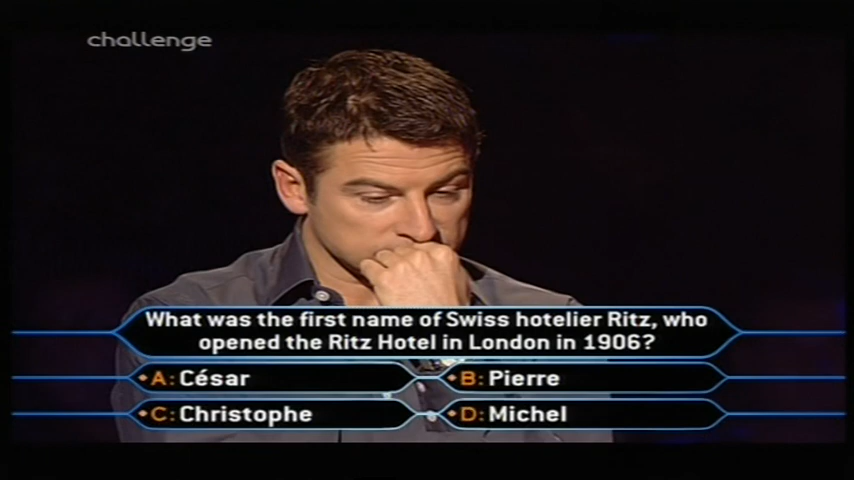 challenge
What was the first name of Swiss hotelier Ritz, who
opened the Ritz Hotel in London in 1906?
A: César
B: Pierre
C: Christophe
D: Michel